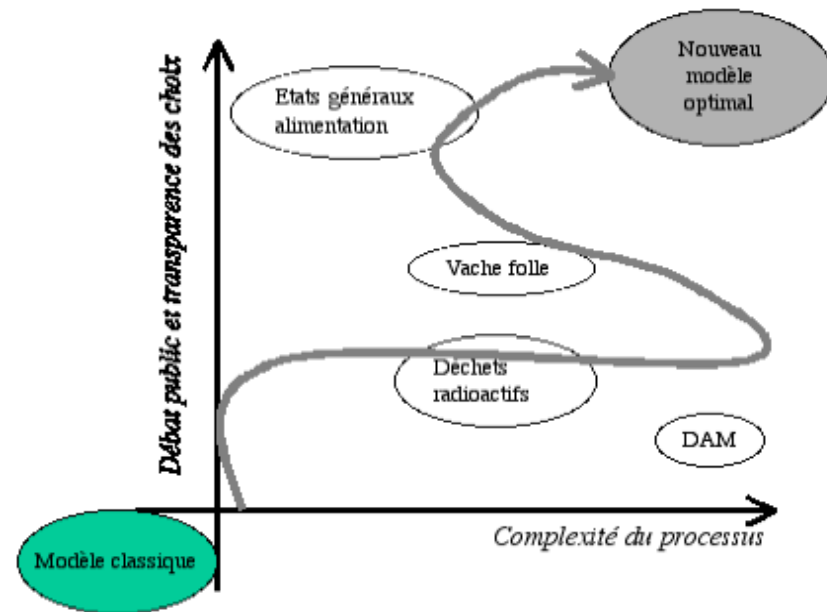 Débat public et transparence des choix
Nouveau
modèle
optimal
Etats généraux
alimentation
Vache folle
Déchets
radioactifs
DAM
Complexité du processus
Modèle classique